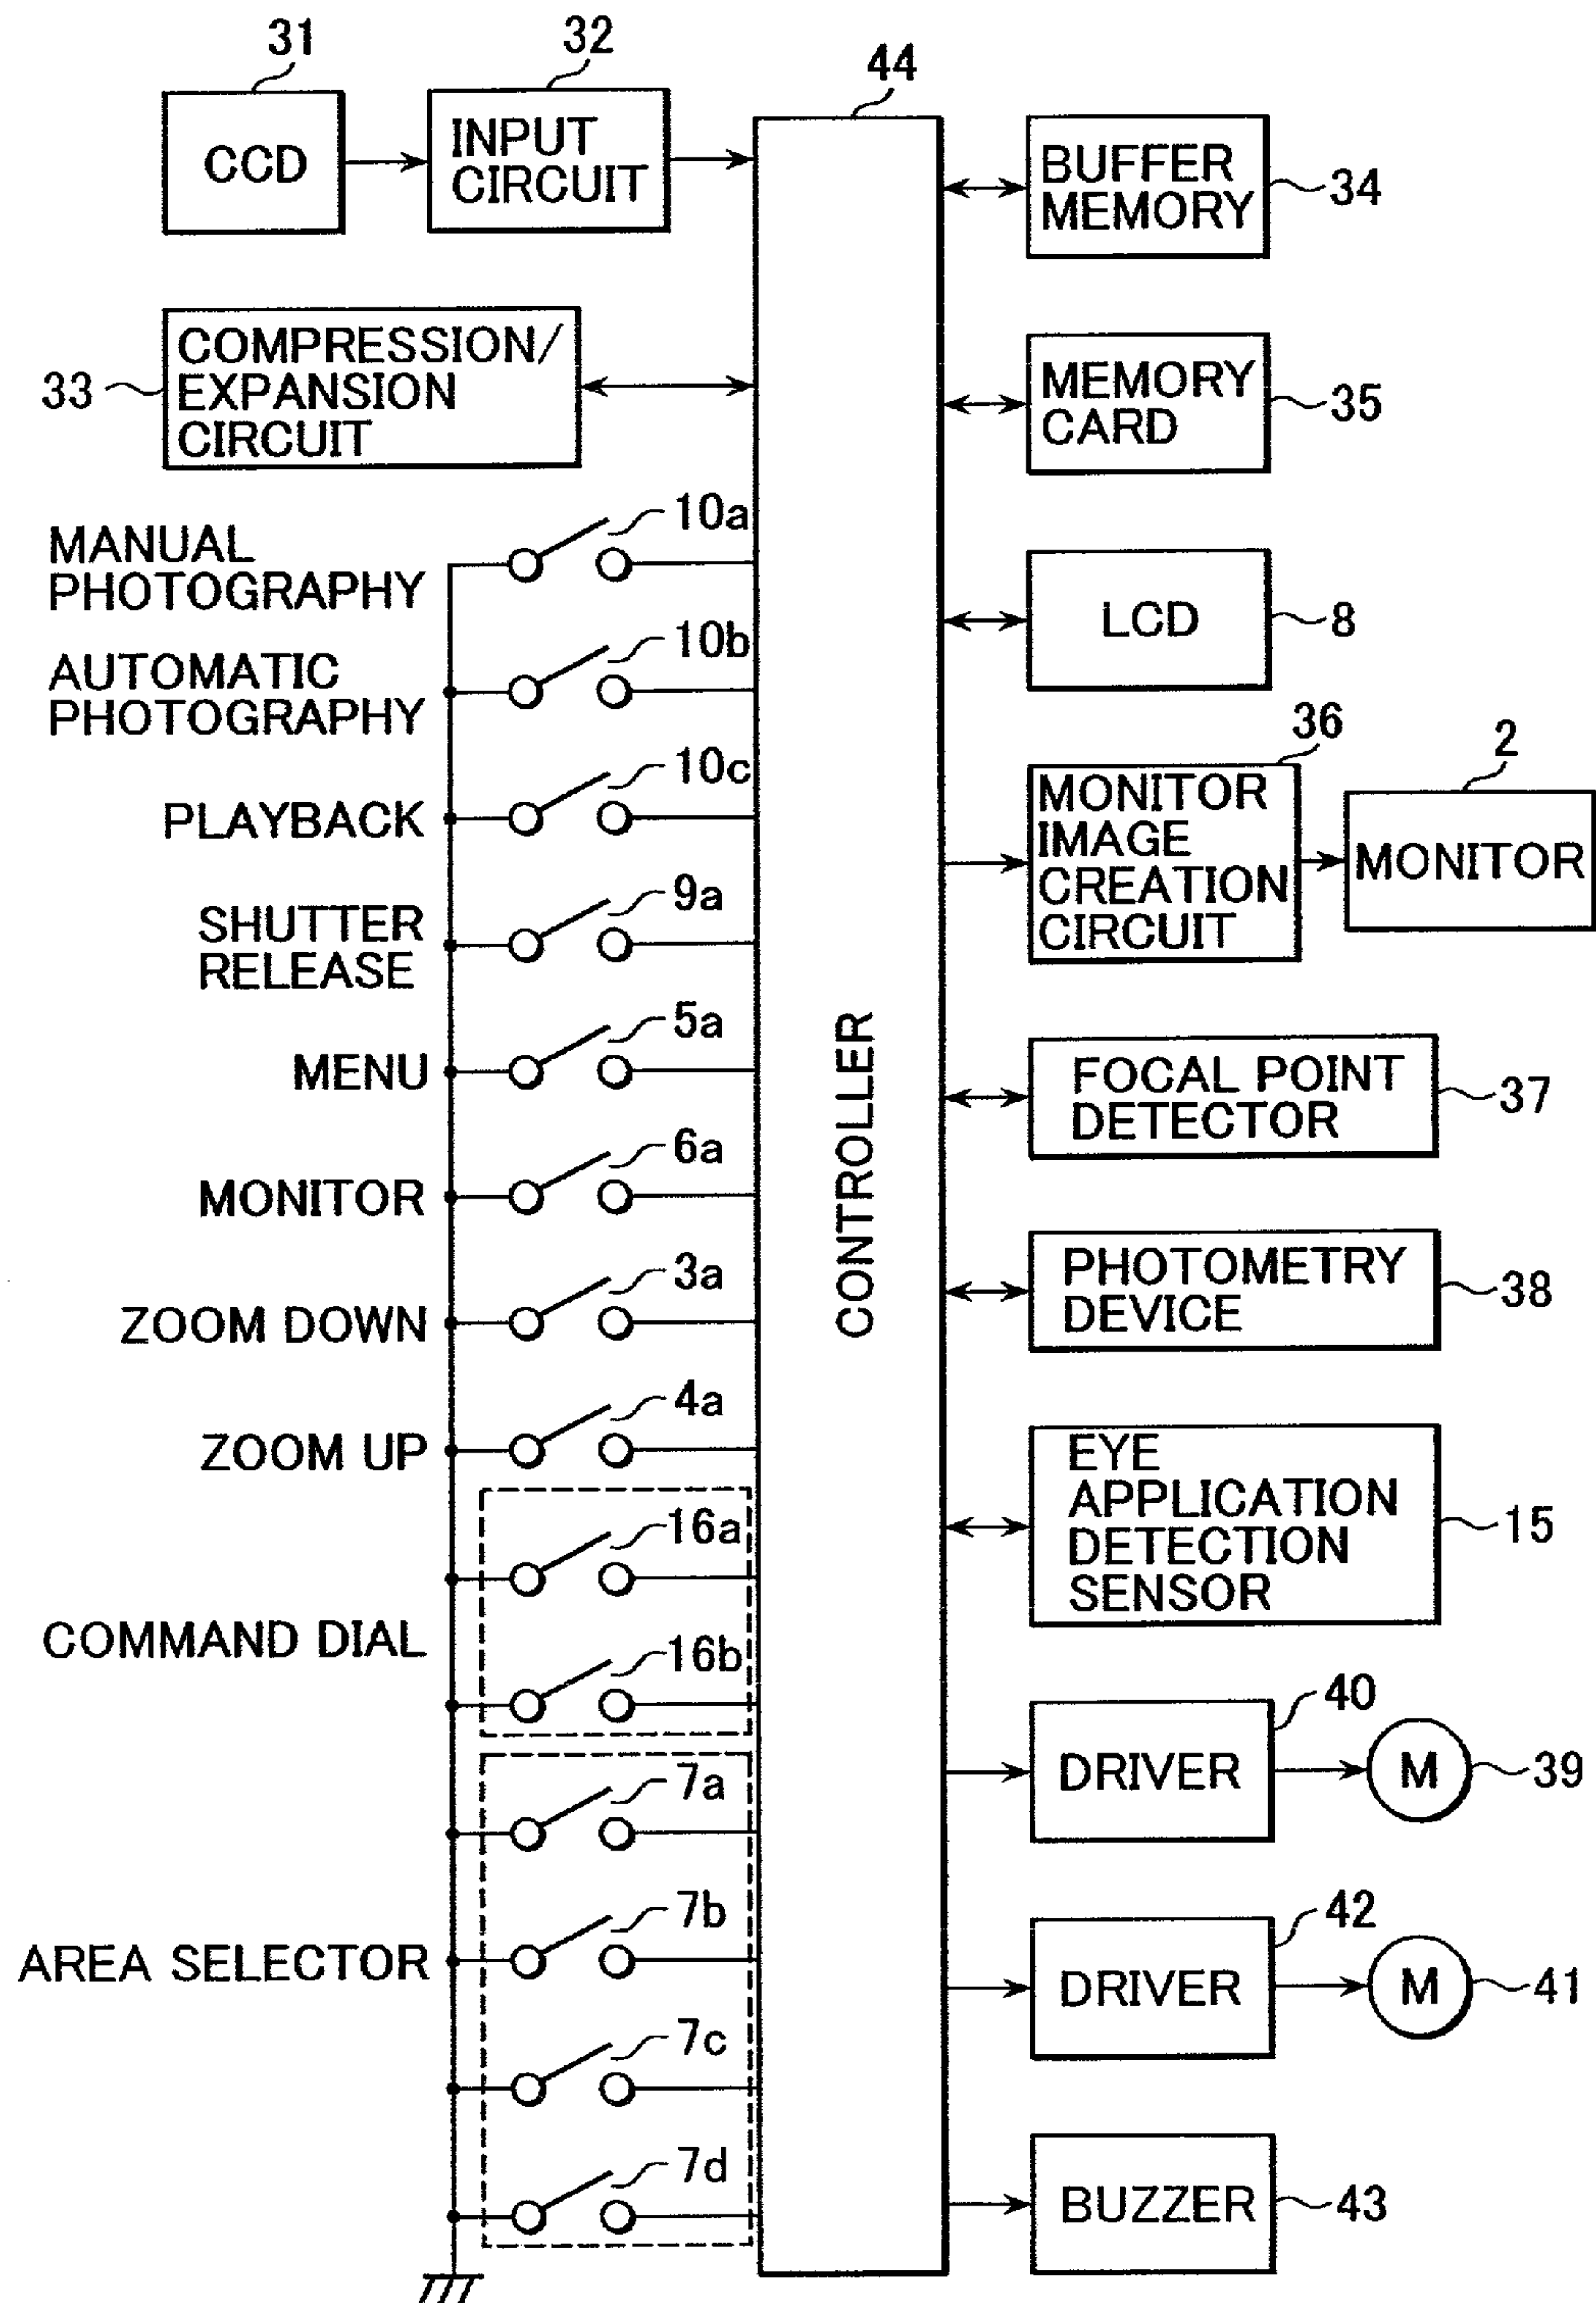 31
32
44
CCD
INPUT
CIRCUIT
BUFFER
MEMORY
34
33
COMPRESSION/
EXPANSION
CIRCUIT
MEMORY
CARD
35
MANUAL
PHOTOGRAPHY
10a
LCD
8
AUTOMATIC
PHOTOGRAPHY
10b
36
2
PLAYBACK
10c
MONITOR
IMAGE
CREATION
CIRCUIT
MONITOR
SHUTTER
RELEASE
9a
MENU
5a
CONTROLLER
FOCAL POINT
DETECTOR
37
MONITOR
6a
ZOOM DOWN
3a
PHOTOMETRY
DEVICE
38
ZOOM UP
4a
EYE
APPLICATION
DETECTION
SENSOR
15
COMMAND DIAL
16a
16b
40
DRIVER
M
39
AREA SELECTOR
7a
7b
7c
7d
42
DRIVER
M
41
BUZZER
43